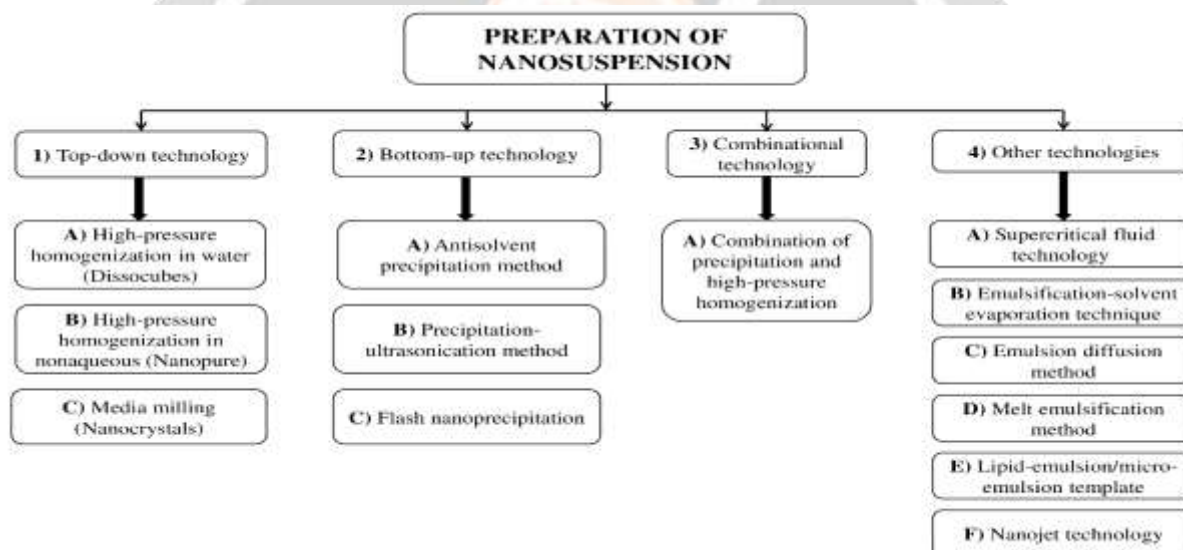 PREPARATION OF
NANOSUSPENSION
1) Top-down technology
A) High-pressure
homogenization in water
(Dissocubes)
B) High-pressure
homogenization in
nonaqueous (Nanopure)
C) Media milling
(Nanocrystals)
2) Bottom-up technology
A) Antisolvent
precipitation method
B) Precipitation-
ultrasonication method
C) Flash nanoprecipitation
3) Combinational
technology
A) Combination of
precipitation and
high-pressure
homogenization
4) Other technologies
A) Supercritical fluid
technology
B) Emulsification-solvent
evaporation technique
C) Emulsion diffusion
method
D) Melt emulsification
method
E) Lipid-emulsion/micro-
emulsion template
F) Nanojet technology